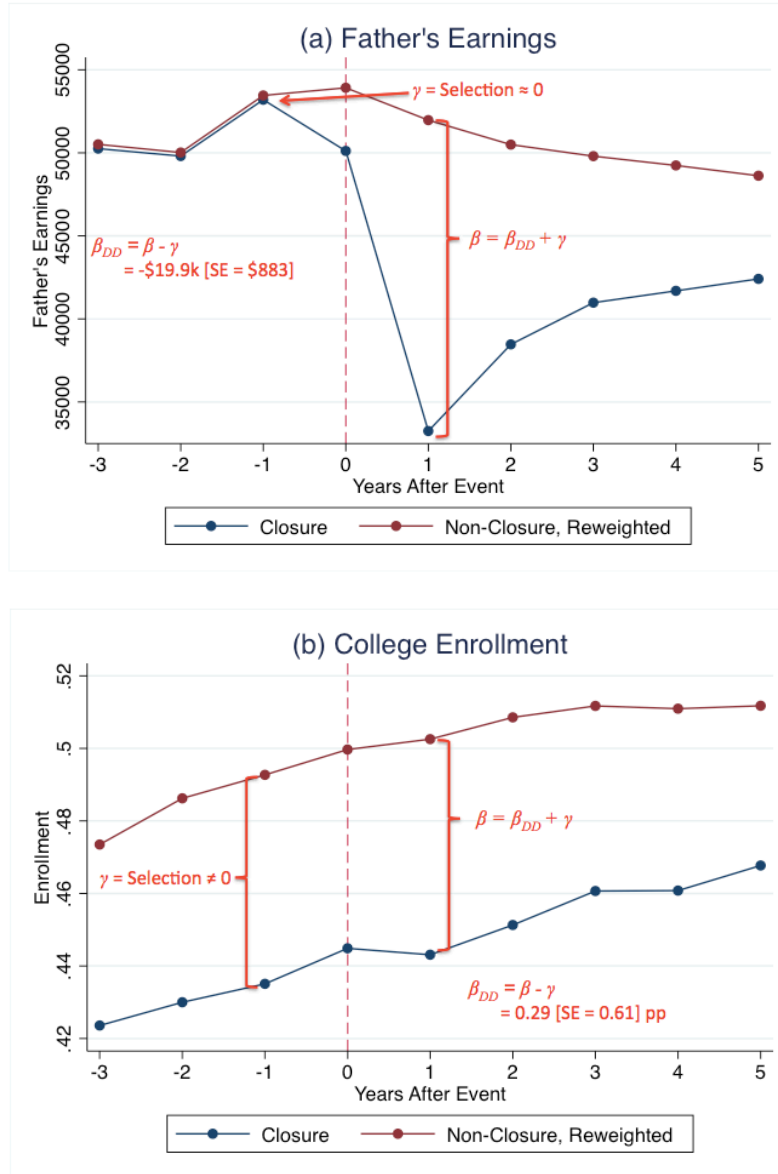 (a) Father's Earnings
55000
50000
45000
40000
35000
Father's Earnings
γ = Selection ≈ 0
β = β_DD + γ
β_DD = β - γ
= -$19.9k [SE = $883]
-3 -2 -1 0 1 2 3 4 5
Years After Event
Closure Non-Closure, Reweighted
(b) College Enrollment
.52
.5
.48
.46
.44
.42
Enrollment
β = β_DD + γ
γ = Selection ≠ 0
β_DD = β - γ
= 0.29 [SE = 0.61] pp
-3 -2 -1 0 1 2 3 4 5
Years After Event
Closure Non-Closure, Reweighted